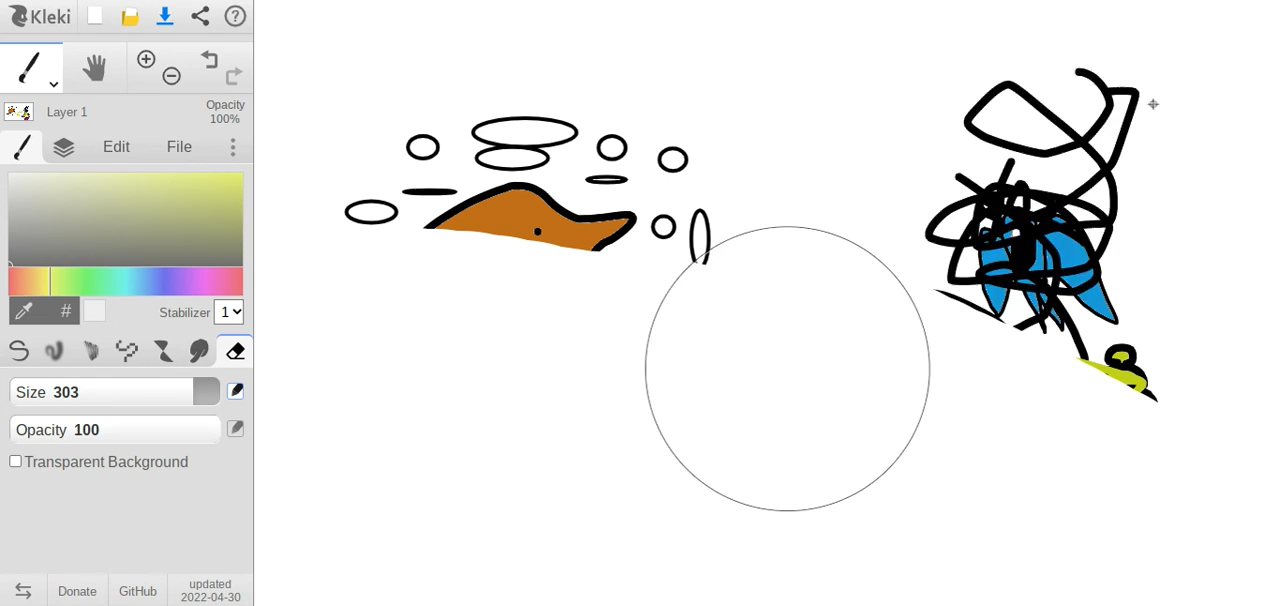 Kleki
?
Layer 1
Opacity
100%
Edit
File
#
Stabilizer
1
Size 303
Opacity 100
Transparent Background
Donate
GitHub
updated
2022-04-30